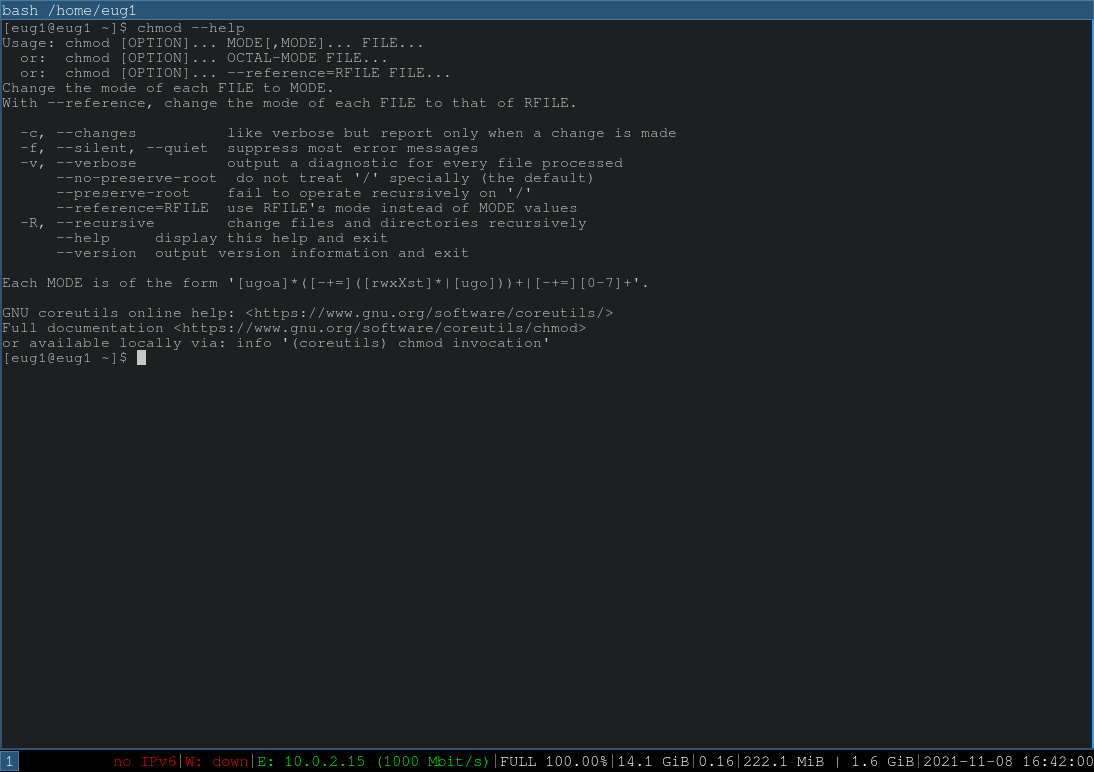 bash /home/eug1
[eug1@eug1 ~]$ chmod --help
Usage: chmod [OPTION]... MODE[,MODE]... FILE...
  or:  chmod [OPTION]... OCTAL-MODE FILE...
  or:  chmod [OPTION]... --reference=RFILE FILE...
Change the mode of each FILE to MODE.
With --reference, change the mode of each FILE to that of RFILE.

  -c, --changes          like verbose but report only when a change is made
  -f, --silent, --quiet  suppress most error messages
  -v, --verbose          output a diagnostic for every file processed
      --no-preserve-root  do not treat '/' specially (the default)
      --preserve-root    fail to operate recursively on '/'
      --reference=RFILE  use RFILE's mode instead of MODE values
  -R, --recursive        change files and directories recursively
      --help     display this help and exit
      --version  output version information and exit

Each MODE is of the form '[ugoa]*([-+=]([rwxXst]*|[ugo]))+|[-+=][0-7]+'.

GNU coreutils online help: <https://www.gnu.org/software/coreutils/>
Full documentation <https://www.gnu.org/software/coreutils/chmod>
or available locally via: info '(coreutils) chmod invocation'
[eug1@eug1 ~]$
1 no IPv6|W: down|E: 10.0.2.15 (1000 Mbit/s)|FULL 100.00%|14.1 GiB|0.16|222.1 MiB | 1.6 GiB|2021-11-08 16:42:00